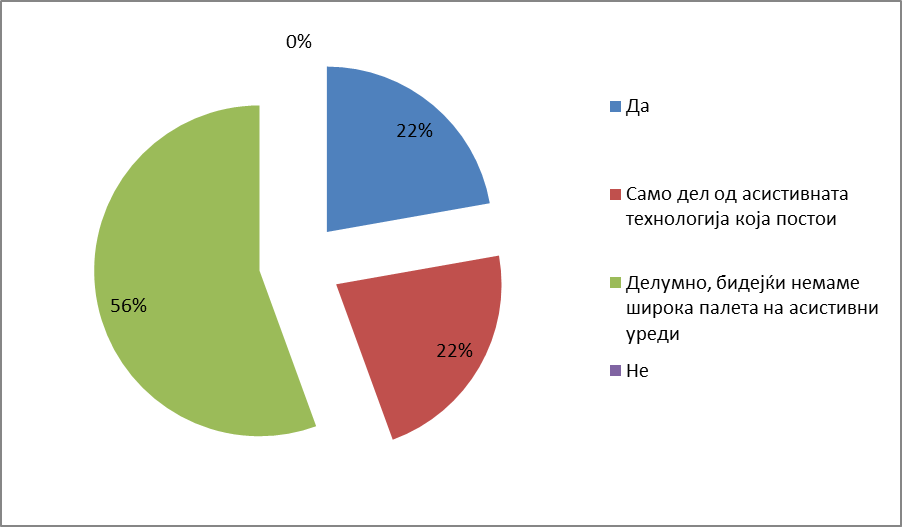 0%
22%
22%
56%
Да
Само дел од асистивната
технологија која постои
Делумно, бидејќи немаме
широка палета на асистивни
уреди
Не